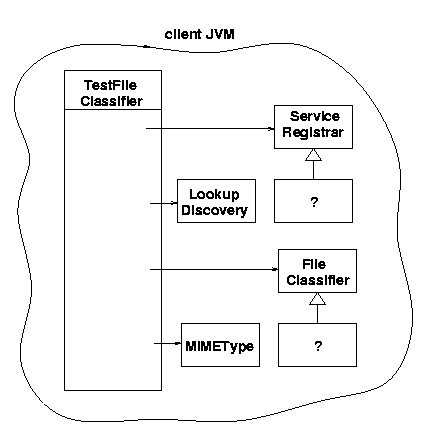 client JVM
TestFile
Classifier
Service
Registrar
Lookup
Discovery
?
File
Classifier
MIMEType
?